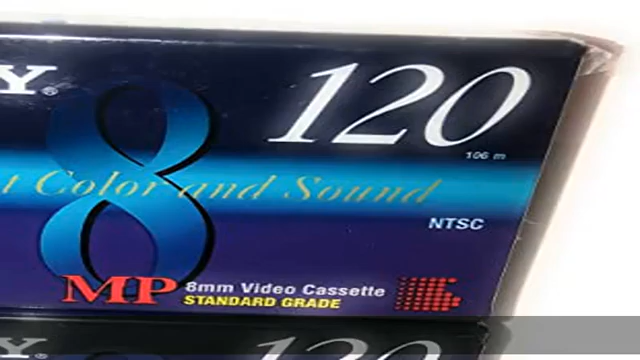 Y®
120
106 m
t Color and Sound
8
NTSC
MP 8mm Video Cassette
STANDARD GRADE
Y® 120